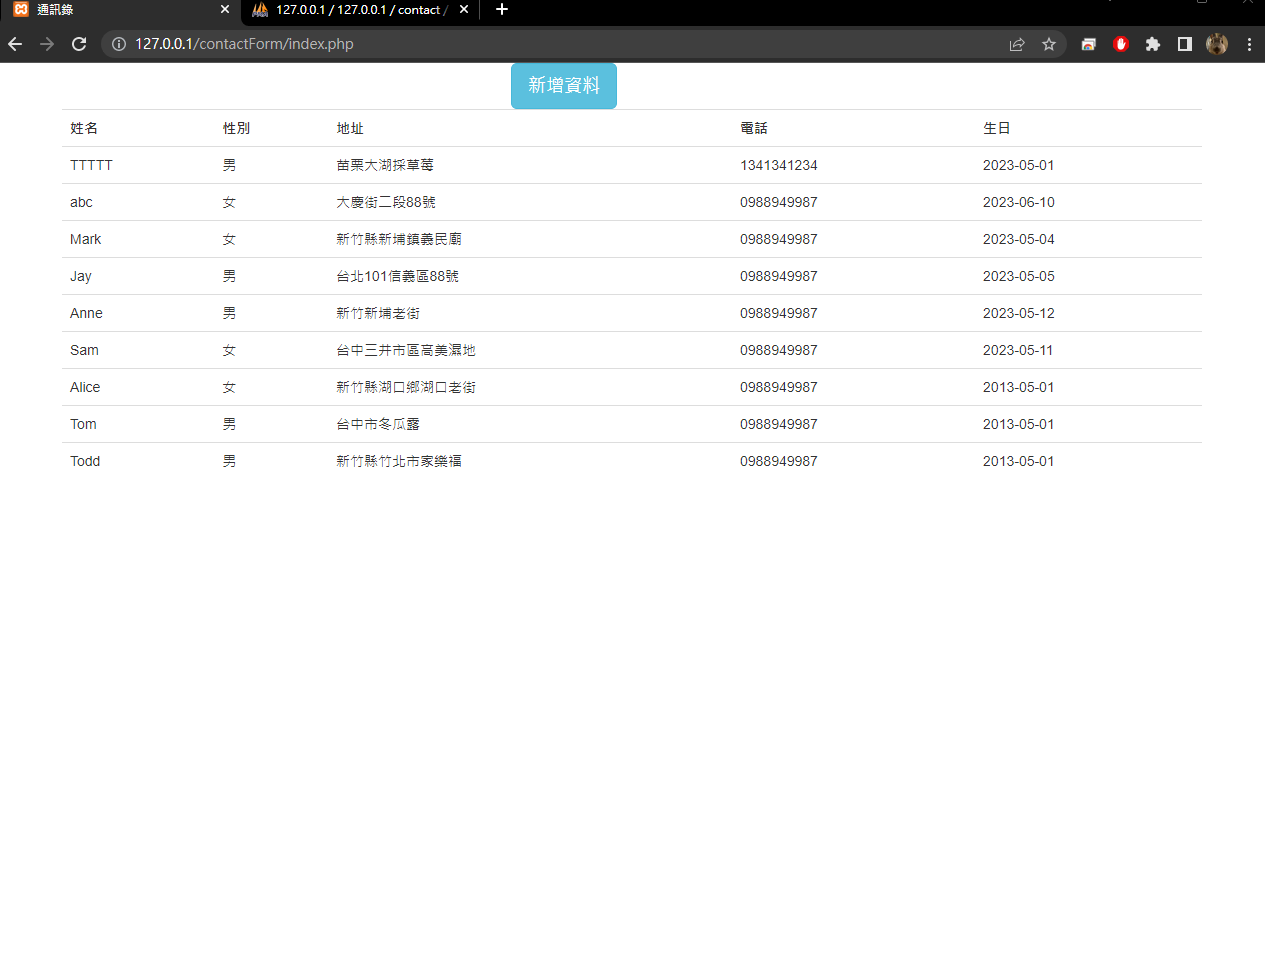 通訊錄
127.0.0.1 / 127.0.0.1 / contact /
127.0.0.1/contactForm/index.php
新增資料
姓名 性別 地址 電話 生日
TTTTT 男 苗栗大湖採草莓 1341341234 2023-05-01
abc 女 大慶街二段88號 0988949987 2023-06-10
Mark 女 新竹縣新埔鎮義民廟 0988949987 2023-05-04
Jay 男 台北101信義區88號 0988949987 2023-05-05
Anne 男 新竹新埔老街 0988949987 2023-05-12
Sam 女 台中三井市區高美濕地 0988949987 2023-05-11
Alice 女 新竹縣湖口鄉湖口老街 0988949987 2013-05-01
Tom 男 台中市冬瓜露 0988949987 2013-05-01
Todd 男 新竹縣竹北市家樂福 0988949987 2013-05-01